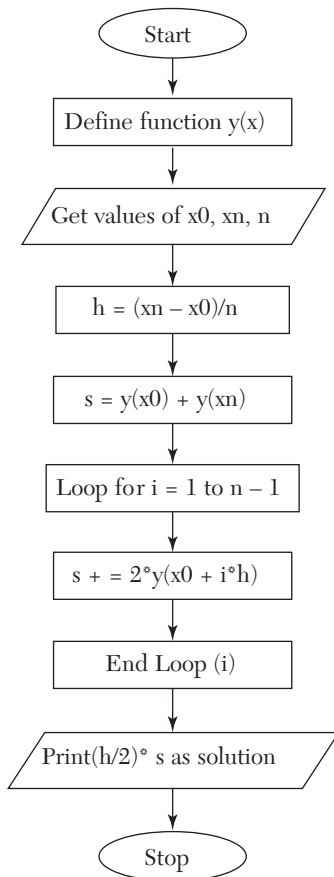 Start
Define function y(x)
Get values of x0, xn, n
h = (xn – x0)/n
s = y(x0) + y(xn)
Loop for i = 1 to n – 1
s + = 2*y(x0 + i*h)
End Loop (i)
Print(h/2)* s as solution
Stop